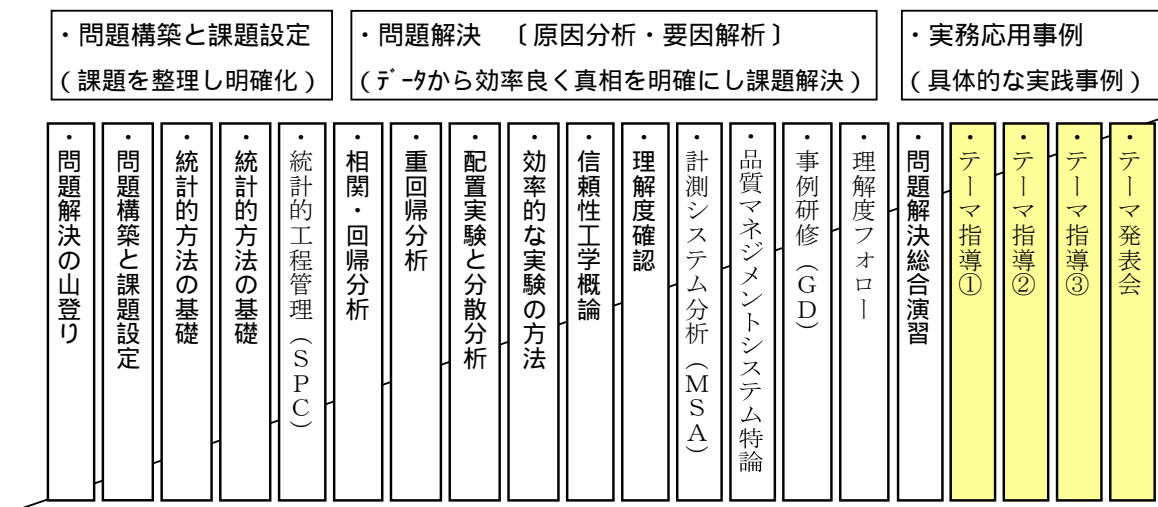 ・問題構築と課題設定
(課題を整理し明確化)
・問題解決 〔原因分析・要因解析〕
(ﾃﾞｰﾀから効率良く真相を明確にし課題解決)
・実務応用事例
(具体的な実践事例)
・問題解決の山登り
・問題構築と課題設定
・統計的方法の基礎
・統計的方法の基礎
・統計的工程管理(SPC)
・相関・回帰分析
・重回帰分析
・配置実験と分散分析
・効率的な実験の方法
・信頼性工学概論
・理解度確認
・計測システム分析(MSA)
・品質マネジメントシステム特論
・事例研修(GD)
・理解度フォロー
・問題解決総合演習
・テーマ指導①
・テーマ指導②
・テーマ指導③
・テーマ発表会